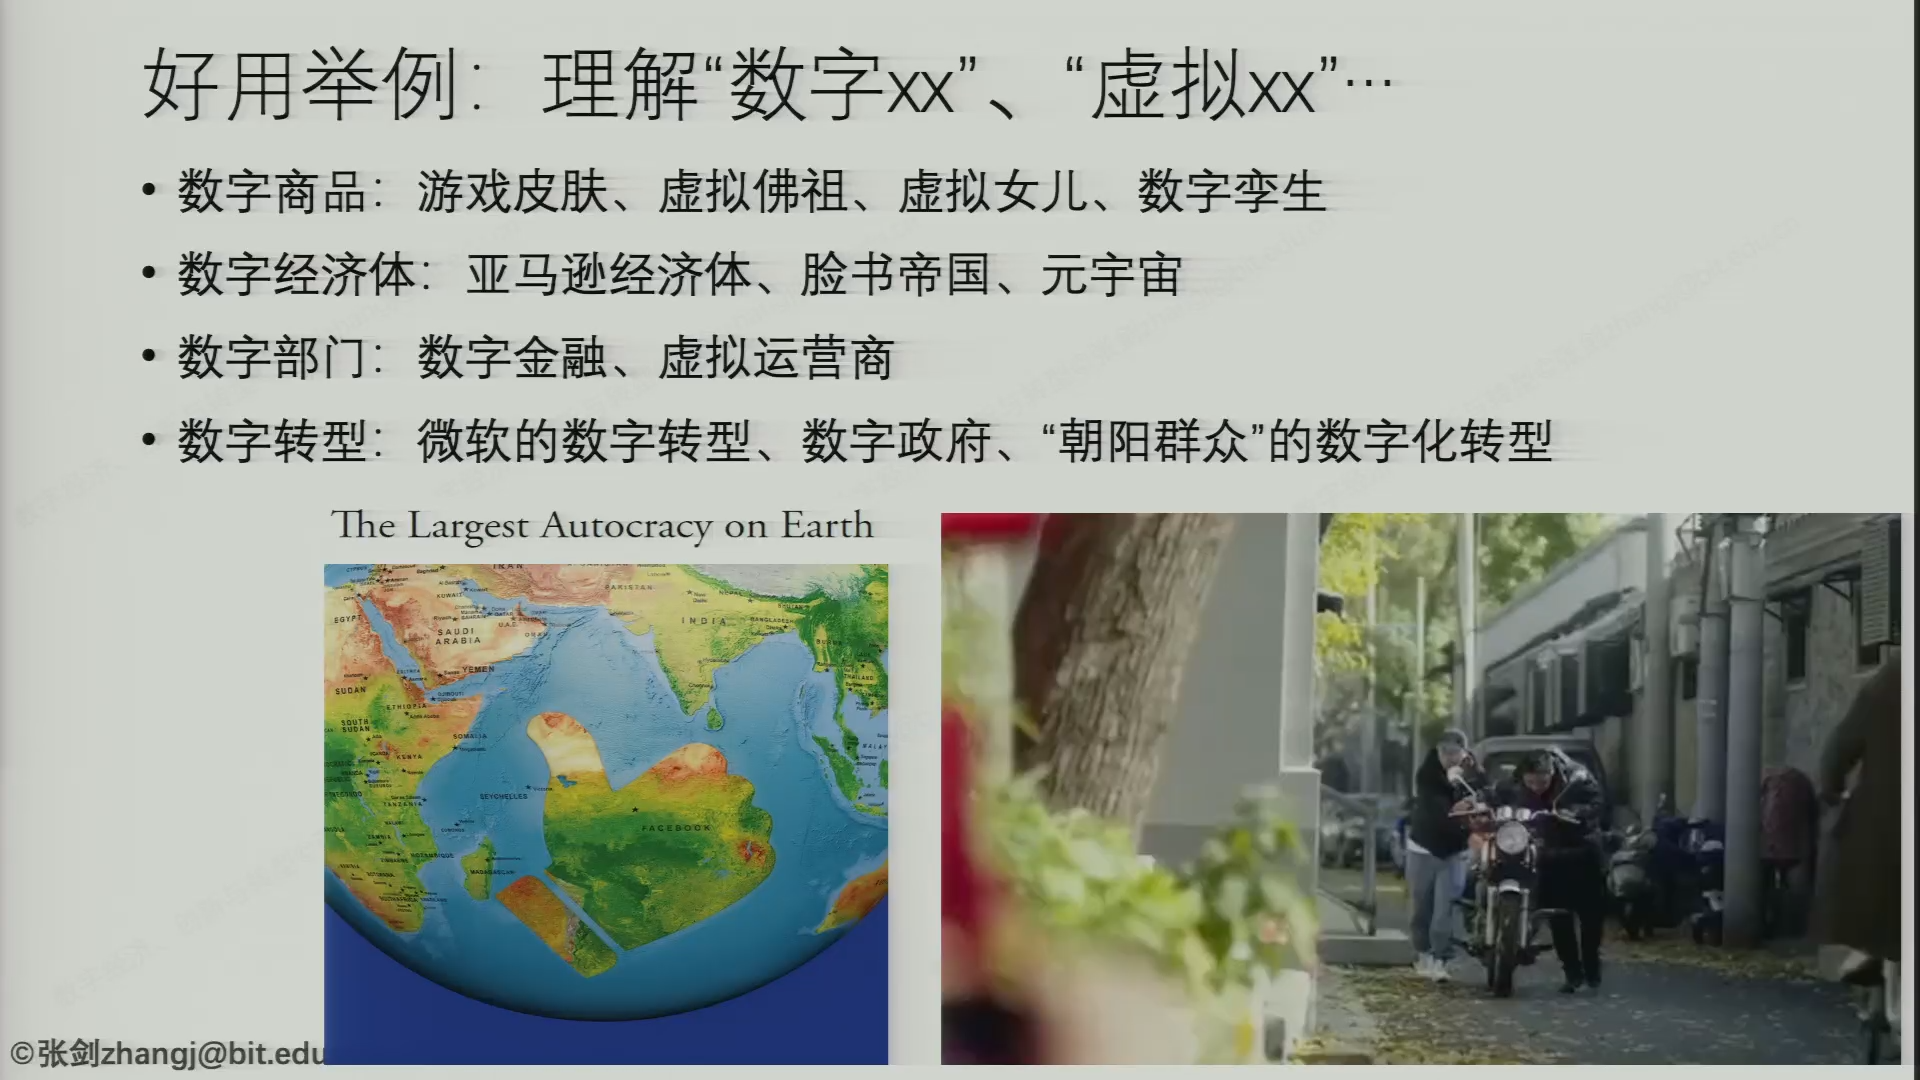 好用举例：理解“数字xx”、“虚拟xx”…
• 数字商品：游戏皮肤、虚拟佛祖、虚拟女儿、数字孪生
• 数字经济体：亚马逊经济体、脸书帝国、元宇宙
• 数字部门：数字金融、虚拟运营商
• 数字转型：微软的数字转型、数字政府、“朝阳群众”的数字化转型
The Largest Autocracy on Earth
IRAN
PAKISTAN
KUWAIT
EGYPT
SAUDI
ARABIA
INDIA
BANGLADESH
YEMEN
SUDAN
ETHIOPIA
THAILAND
SOUTH
SUDAN
SOMALIA
KENYA
SEYCHELLES
TANZANIA
FACEBOOK
MOZAMBIQUE
MADAGASCAR
©张剑zhangj@bit.edu